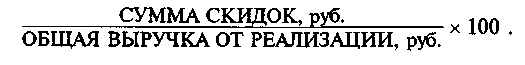 СУММА СКИДОК, руб.
ОБЩАЯ ВЫРУЧКА ОТ РЕАЛИЗАЦИИ, руб. × 100 .